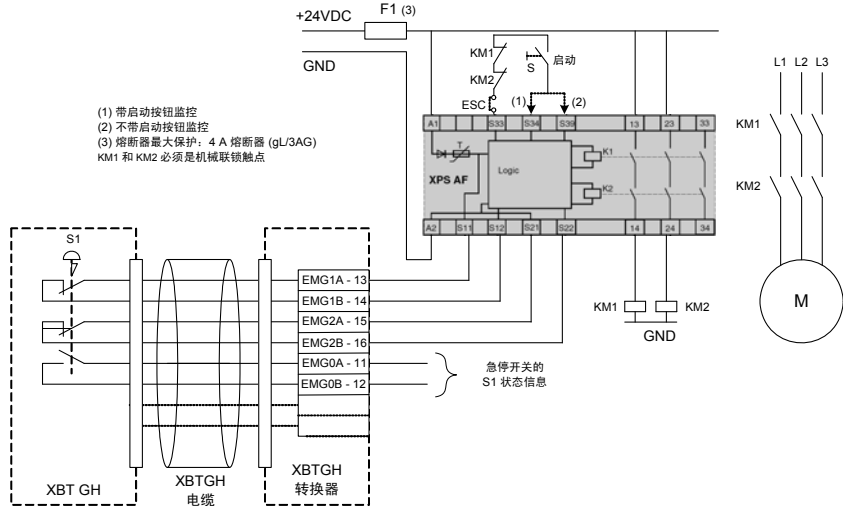 +24VDC
F1 (3)
GND
KM1
KM2
ESC
S
启动
(1)
(2)
L1 L2 L3
KM1
KM2
M
(1) 带启动按钮监控
(2) 不带启动按钮监控
(3) 熔断器最大保护：4 A 熔断器 (gL/3AG)
KM1 和 KM2 必须是机械联锁触点
A1 S33 S34 S39 13 23 33
T
K1
Logic
XPS AF
K2
A2 S11 S12 S21 S22 14 24 34
S1
EMG1A - 13
EMG1B - 14
EMG2A - 15
EMG2B - 16
EMG0A - 11
EMG0B - 12
KM1
KM2
GND
急停开关的
S1 状态信息
XBT GH
XBTGH
电缆
XBTGH
转换器